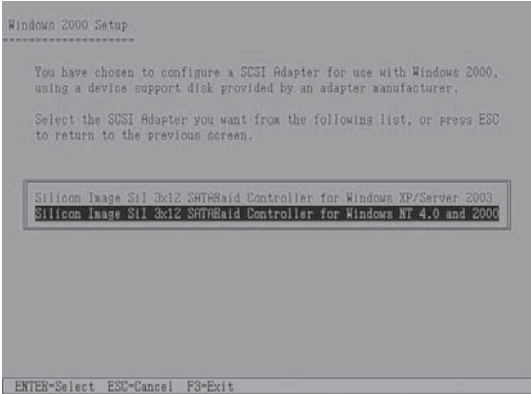 Windows 2000 Setup
You have chosen to configure a SCSI Adapter for use with Windows 2000,
using a device support disk provided by an adapter manufacturer.
Select the SCSI Adapter you want from the following list, or press ESC
to return to the previous screen.
Silicon Image SiI 3x12 SATARaid Controller for Windows XP/Server 2003
Silicon Image SiI 3x12 SATARaid Controller for Windows NT 4.0 and 2000
ENTER=Select ESC=Cancel F3=Exit